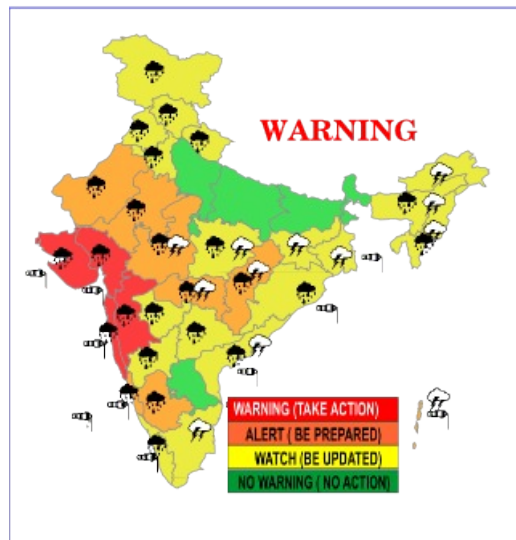 WARNING
WARNING (TAKE ACTION)
ALERT ( BE PREPARED)
WATCH (BE UPDATED)
NO WARNING ( NO ACTION)